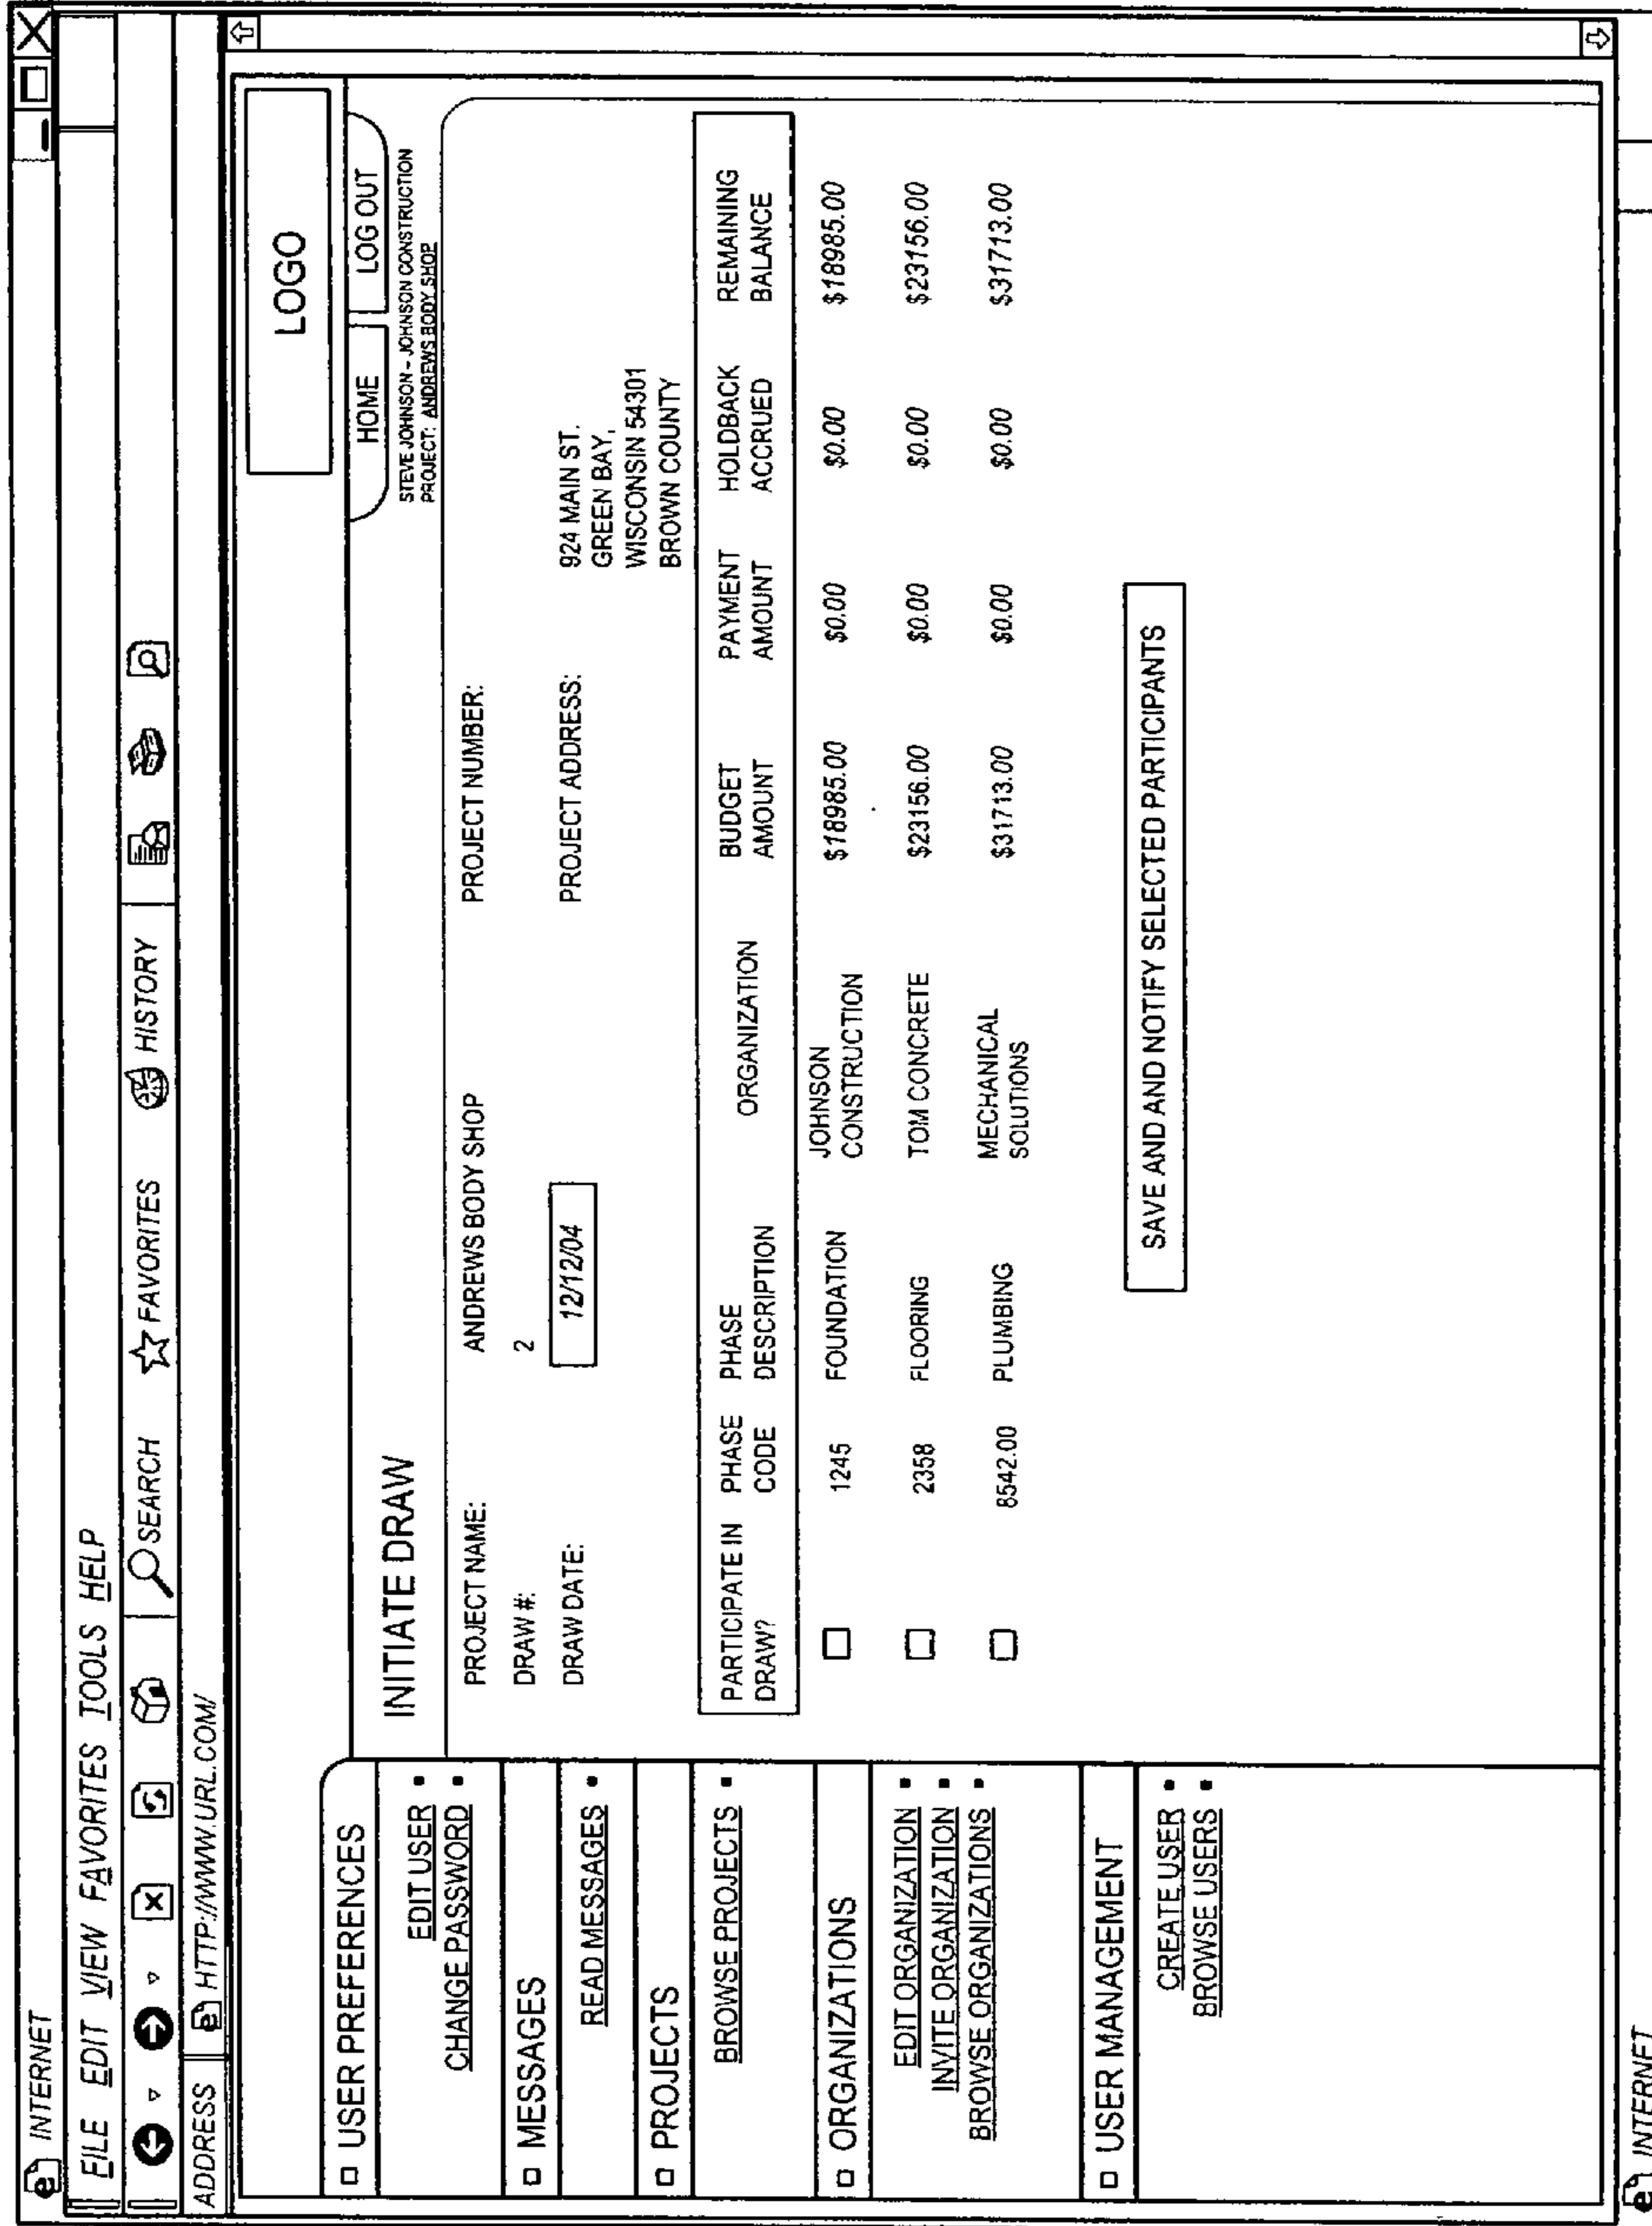 INTERNET
FILE EDIT VIEW FAVORITES TOOLS HELP
SEARCH FAVORITES HISTORY
ADDRESS HTTP://WWW.URL.COM/
LOGO
HOME LOG OUT
STEVE JOHNSON - JOHNSON CONSTRUCTION
PROJECT: ANDREWS BODY SHOP
USER PREFERENCES
EDIT USER
CHANGE PASSWORD
MESSAGES
READ MESSAGES
PROJECTS
BROWSE PROJECTS
ORGANIZATIONS
EDIT ORGANIZATION
INVITE ORGANIZATION
BROWSE ORGANIZATIONS
USER MANAGEMENT
CREATE USER
BROWSE USERS
INITIATE DRAW
PROJECT NAME: ANDREWS BODY SHOP PROJECT NUMBER:
DRAW #: 2
DRAW DATE: 12/12/04 PROJECT ADDRESS: 924 MAIN ST.
GREEN BAY,
WISCONSIN 54301
BROWN COUNTY
PARTICIPATE IN PHASE PHASE ORGANIZATION BUDGET PAYMENT HOLDBACK REMAINING
DRAW? CODE DESCRIPTION AMOUNT AMOUNT ACCRUED BALANCE
1245 FOUNDATION JOHNSON $18985.00 $0.00 $0.00 $18985.00
CONSTRUCTION
2358 FLOORING TOM CONCRETE $23156.00 $0.00 $0.00 $23156.00
8542.00 PLUMBING MECHANICAL $31713.00 $0.00 $0.00 $31713.00
SOLUTIONS
SAVE AND AND NOTIFY SELECTED PARTICIPANTS
INTERNET